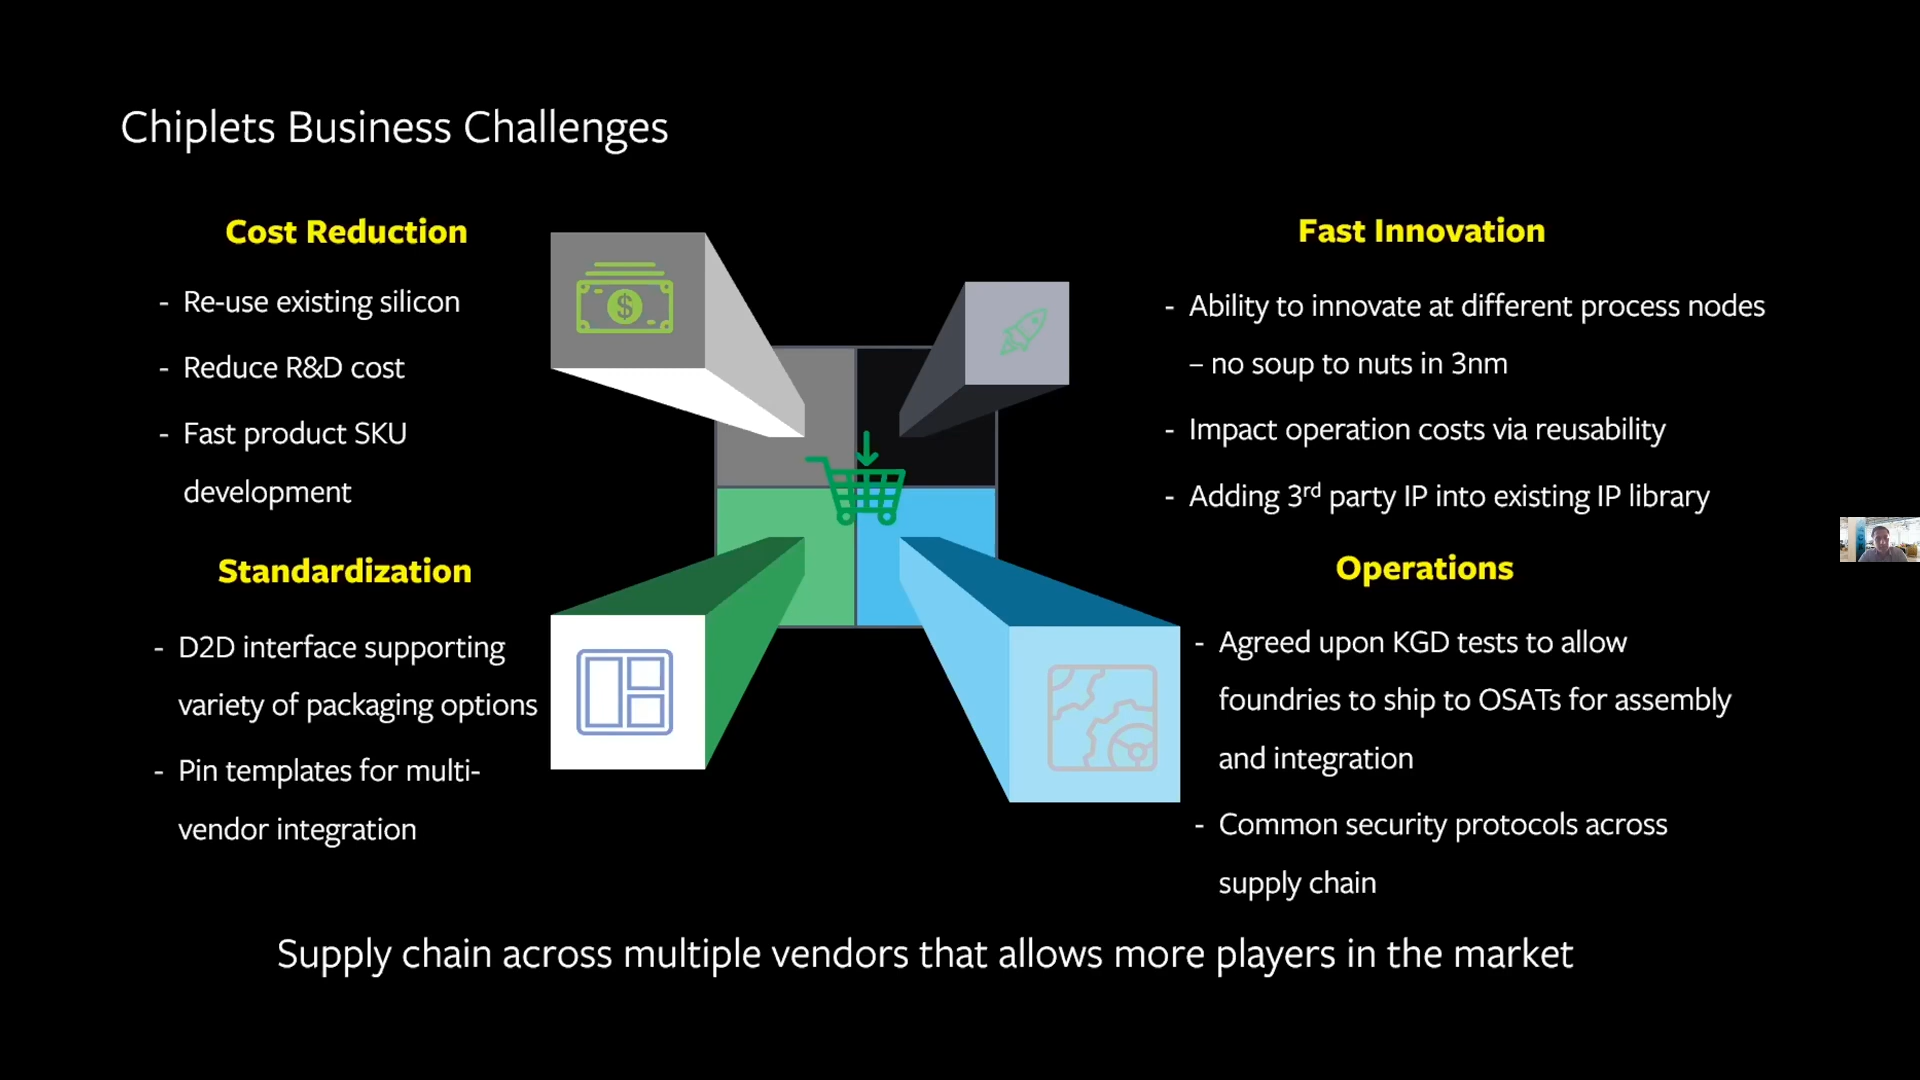 Chiplets Business Challenges
Cost Reduction
- Re-use existing silicon
- Reduce R&D cost
- Fast product SKU
development
Standardization
- D2D interface supporting
variety of packaging options
- Pin templates for multi-
vendor integration
$
Fast Innovation
- Ability to innovate at different process nodes
– no soup to nuts in 3nm
- Impact operation costs via reusability
- Adding 3rd party IP into existing IP library
Operations
- Agreed upon KGD tests to allow
foundries to ship to OSATs for assembly
and integration
- Common security protocols across
supply chain
Supply chain across multiple vendors that allows more players in the market